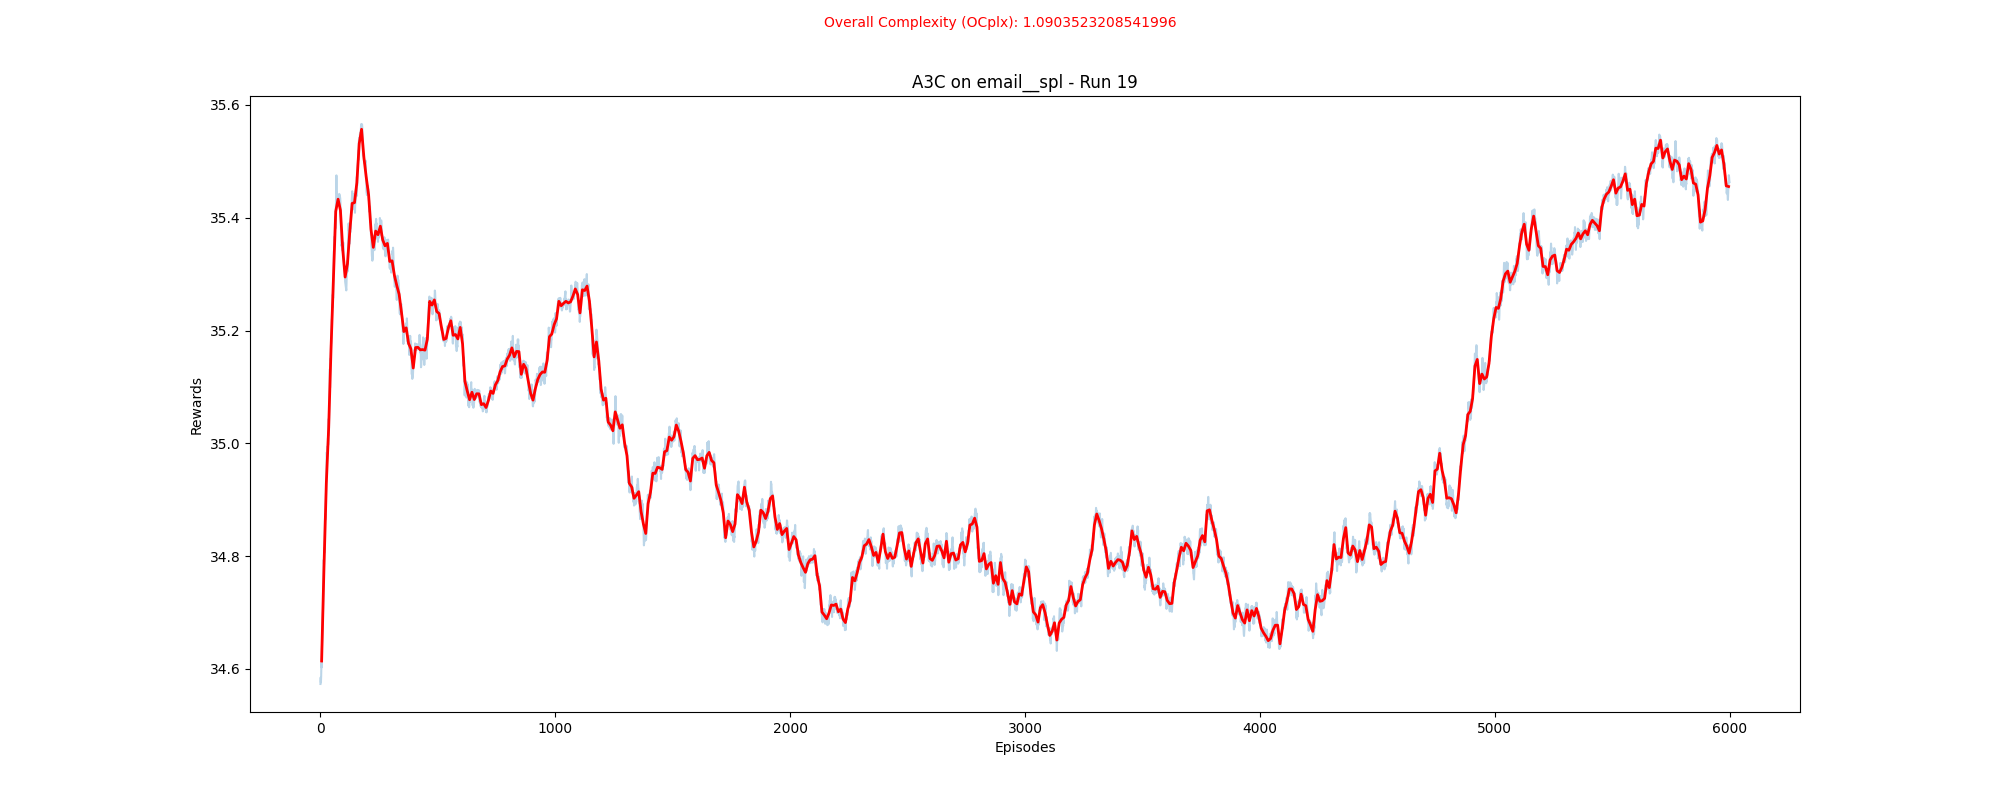 Overall Complexity (OCplx): 1.0903523208541996
A3C on email__spl - Run 19
35.6
35.4
35.2
35.0
34.8
34.6
Rewards
0 1000 2000 3000 4000 5000 6000
Episodes